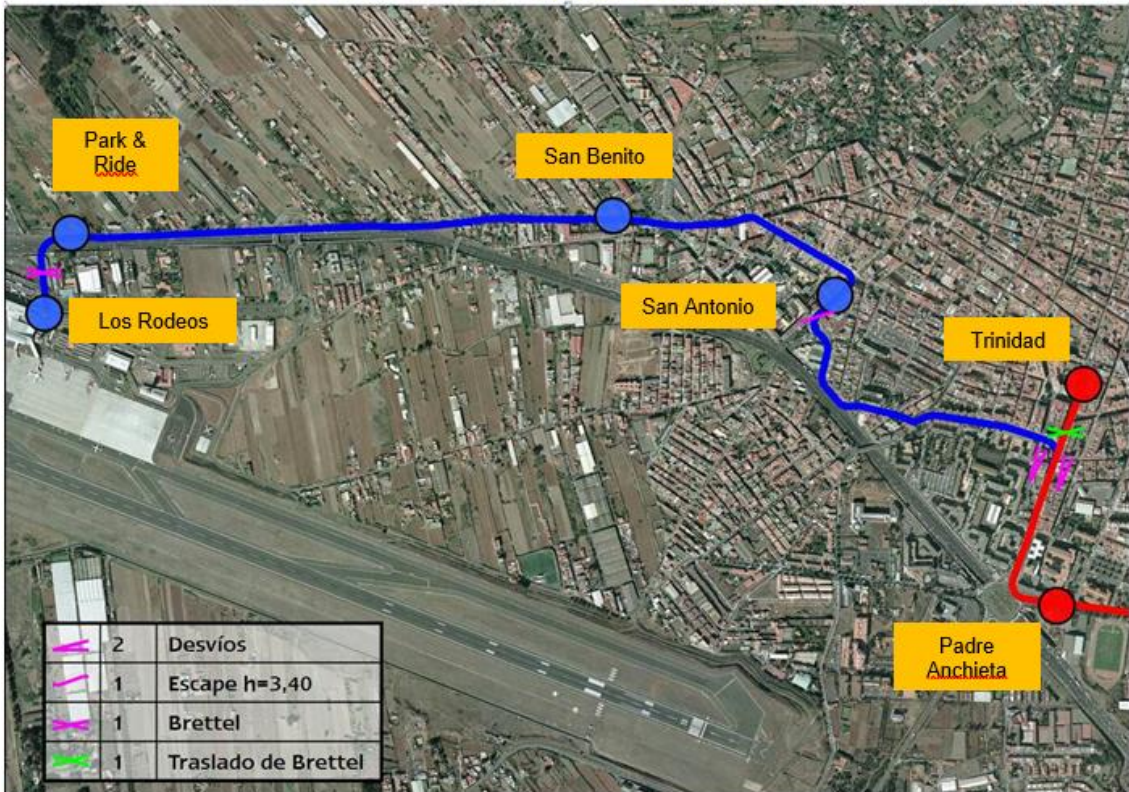 Park &
Ride
San Benito
Los Rodeos
San Antonio
Trinidad
Padre
Anchieta
2 Desvíos
1 Escape h=3,40
1 Brettel
1 Traslado de Brettel